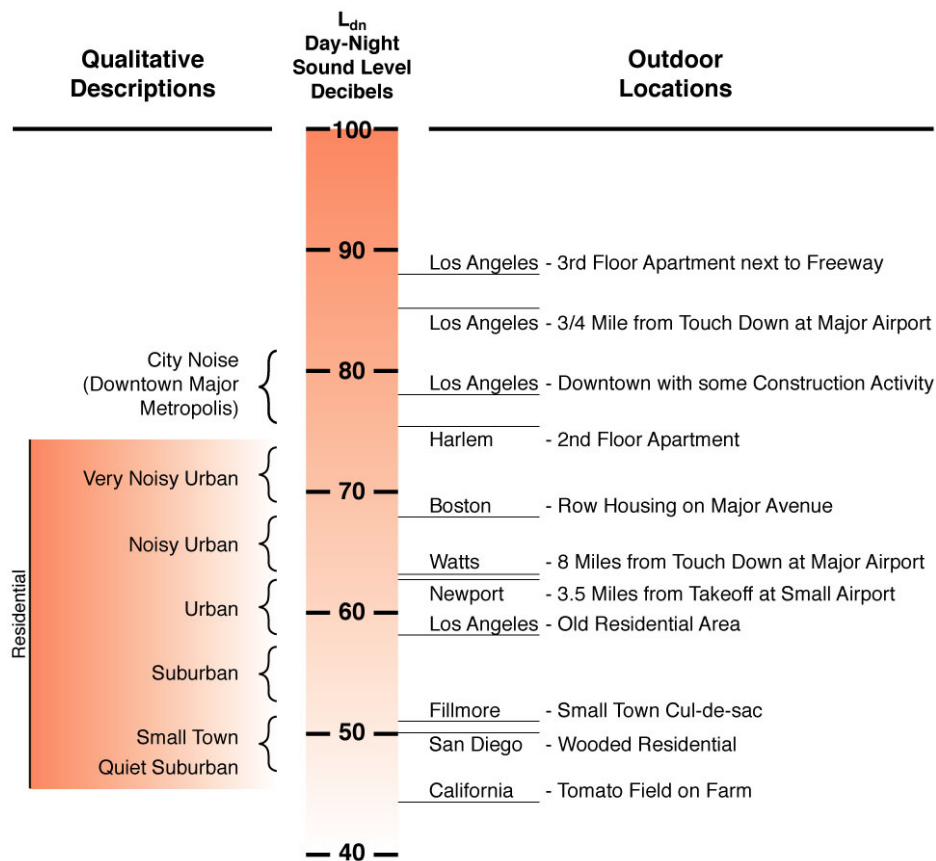 Qualitative
Descriptions
L_dn
Day-Night
Sound Level
Decibels
Outdoor
Locations
100
90
Los Angeles - 3rd Floor Apartment next to Freeway
Los Angeles - 3/4 Mile from Touch Down at Major Airport
City Noise
(Downtown Major
Metropolis)
80
Los Angeles - Downtown with some Construction Activity
Harlem - 2nd Floor Apartment
Very Noisy Urban
70
Boston - Row Housing on Major Avenue
Noisy Urban
Watts - 8 Miles from Touch Down at Major Airport
Newport - 3.5 Miles from Takeoff at Small Airport
Urban
60
Los Angeles - Old Residential Area
Residential
Suburban
Fillmore - Small Town Cul-de-sac
50
Small Town
San Diego - Wooded Residential
Quiet Suburban
California - Tomato Field on Farm
40